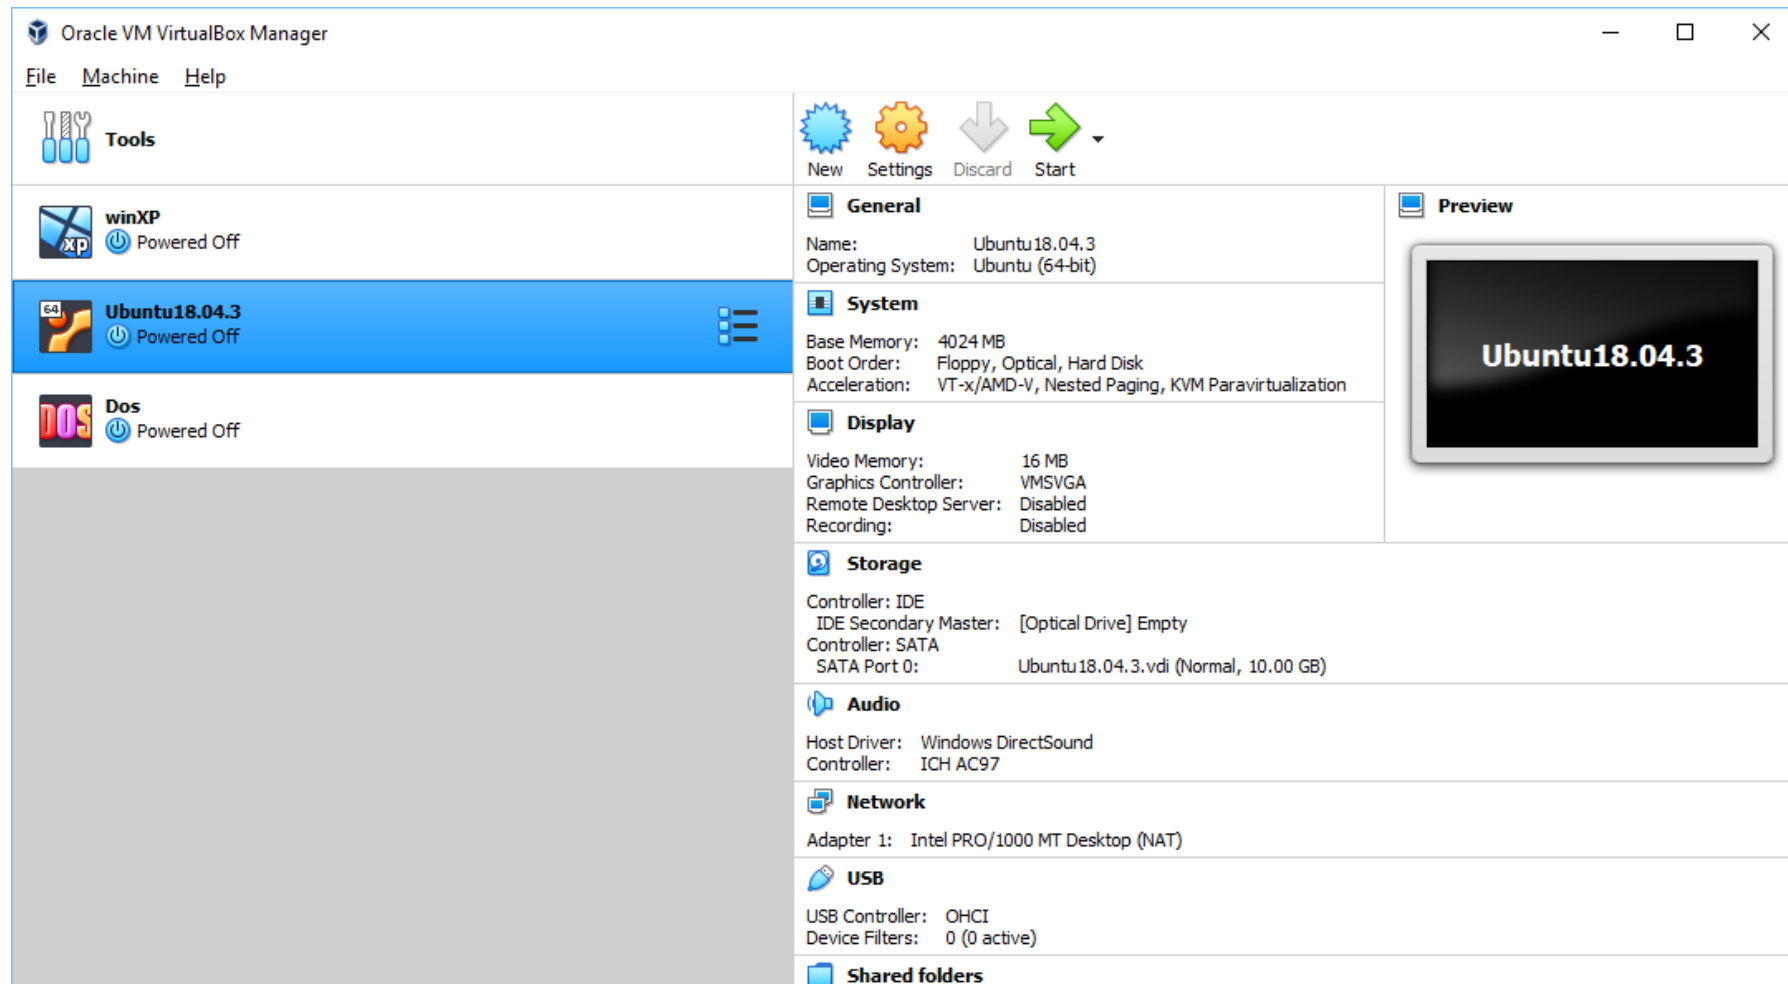 Oracle VM VirtualBox Manager
File Machine Help
Tools
winXP
Powered Off
xp
64
Ubuntu18.04.3
Powered Off
DOS
Dos
Powered Off
New Settings Discard Start
General
Name: Ubuntu18.04.3
Operating System: Ubuntu (64-bit)
System
Base Memory: 4024 MB
Boot Order: Floppy, Optical, Hard Disk
Acceleration: VT-x/AMD-V, Nested Paging, KVM Paravirtualization
Display
Video Memory: 16 MB
Graphics Controller: VMSVGA
Remote Desktop Server: Disabled
Recording: Disabled
Preview
Ubuntu18.04.3
Storage
Controller: IDE
IDE Secondary Master: [Optical Drive] Empty
Controller: SATA
SATA Port 0: Ubuntu18.04.3.vdi (Normal, 10.00 GB)
Audio
Host Driver: Windows DirectSound
Controller: ICH AC97
Network
Adapter 1: Intel PRO/1000 MT Desktop (NAT)
USB
USB Controller: OHCI
Device Filters: 0 (0 active)
Shared folders